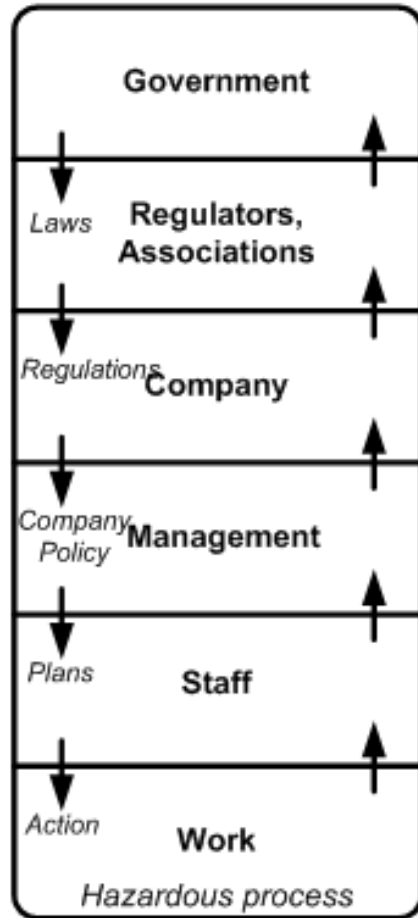 Government
Laws
Regulators,
Associations
Regulations
Company
Company
Policy
Management
Plans
Staff
Action
Work
Hazardous process